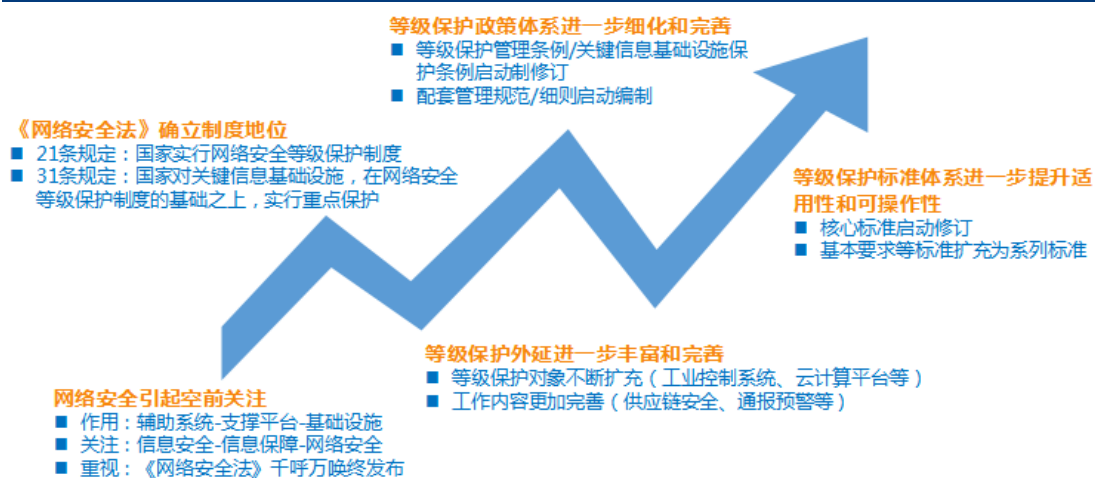 等级保护政策体系进一步细化和完善
■ 等级保护管理条例/关键信息基础设施保
护条例启动制修订
■ 配套管理规范/细则启动编制
《网络安全法》确立制度地位
■ 21条规定：国家实行网络安全等级保护制度
■ 31条规定：国家对关键信息基础设施，在网络安全
等级保护制度的基础之上，实行重点保护
等级保护标准体系进一步提升适
用性和可操作性
■ 核心标准启动修订
■ 基本要求等标准扩充为系列标准
等级保护外延进一步丰富和完善
■ 等级保护对象不断扩充（工业控制系统、云计算平台等）
■ 工作内容更加完善（供应链安全、通报预警等）
网络安全引起空前关注
■ 作用：辅助系统-支撑平台-基础设施
■ 关注：信息安全-信息保障-网络安全
■ 重视：《网络安全法》千呼万唤终发布